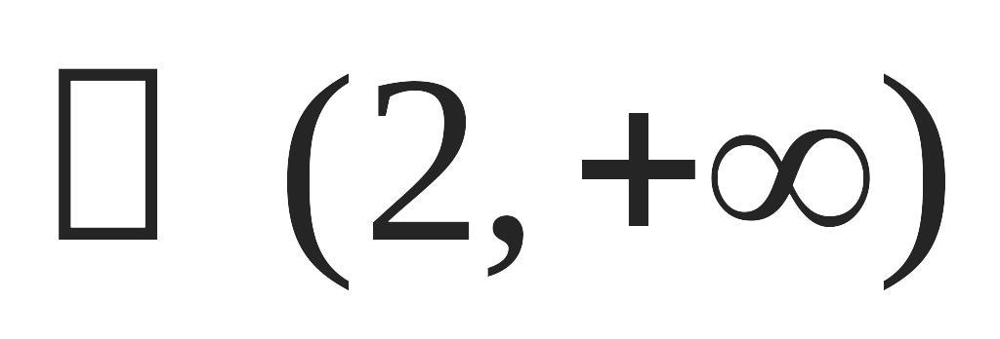 ▯ (2, +∞)